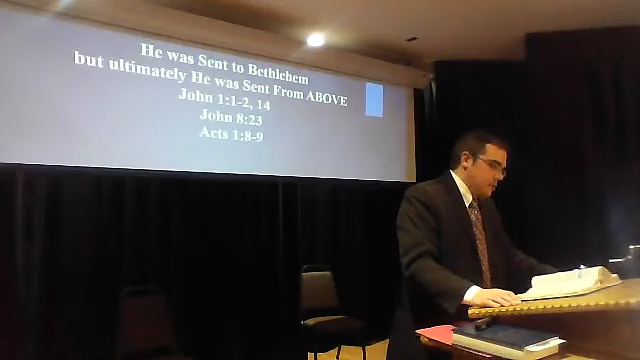 He was Sent to Bethlehem
but ultimately He was Sent From ABOVE
John 1:1-2, 14
John 8:23
Acts 1:8-9